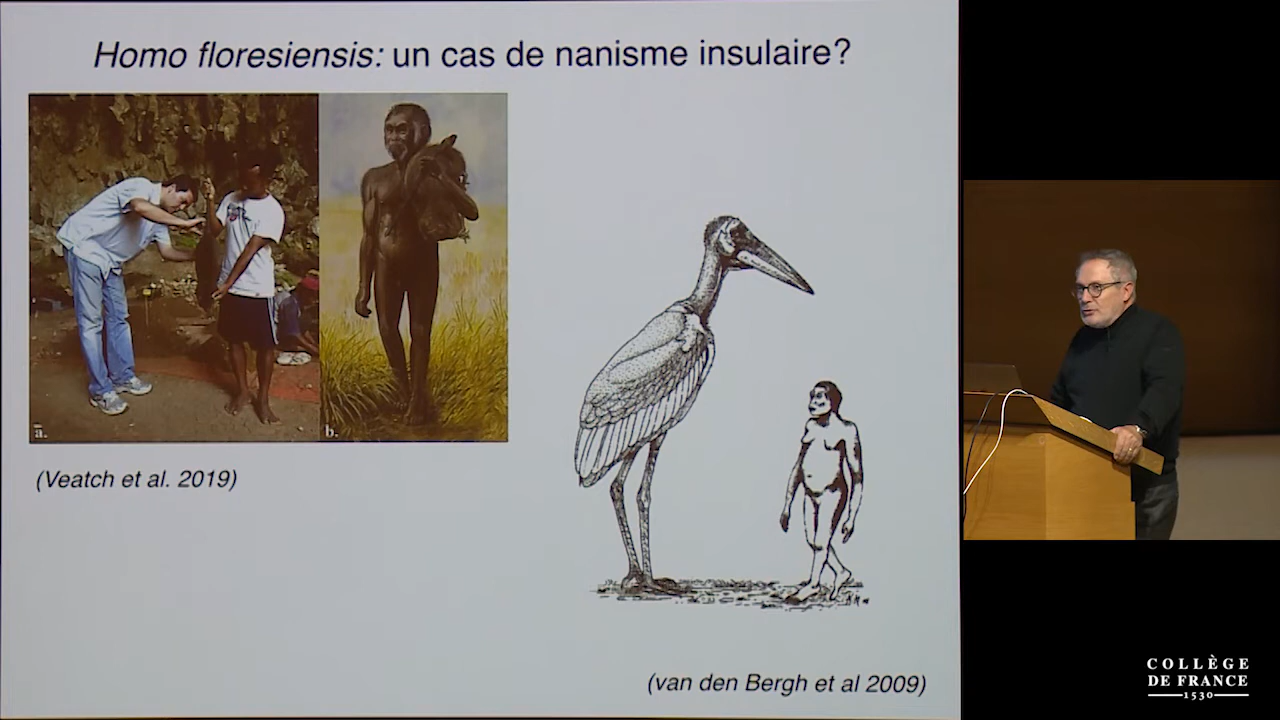 Homo floresiensis: un cas de nanisme insulaire?
a.
b.
(Veatch et al. 2019)
(van den Bergh et al 2009)
COLLÈGE
DE FRANCE
1530